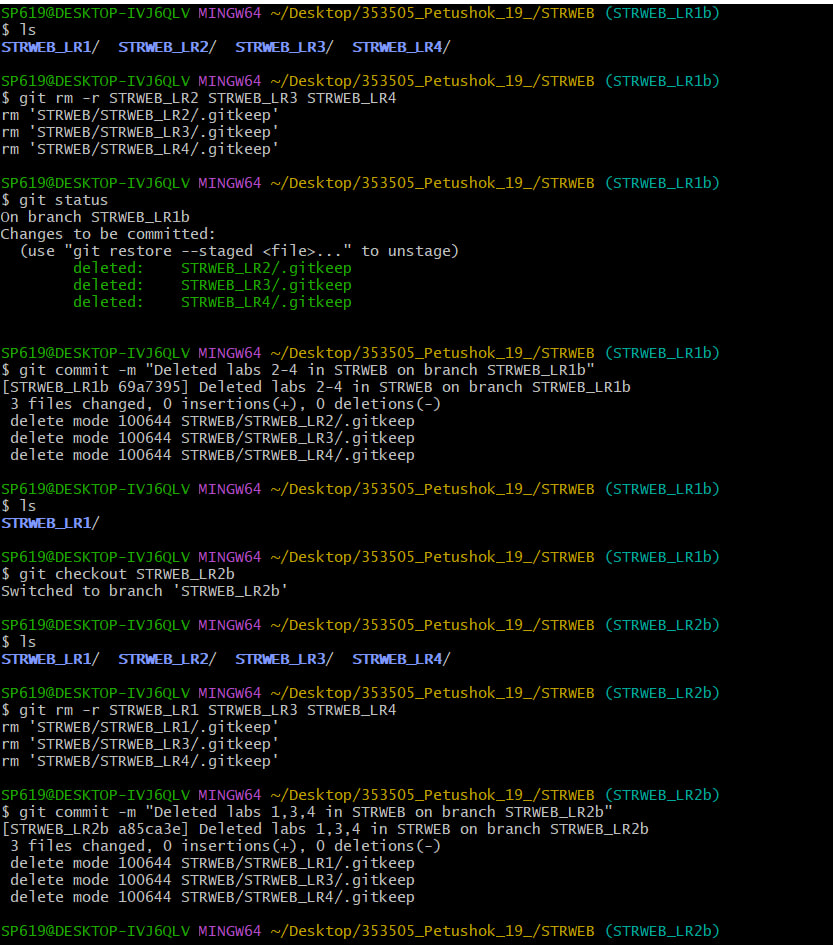 SP619@DESKTOP-IVJ6QLV MINGW64 ~/Desktop/353505_Petushok_19_/STRWEB (STRWEB_LR1b)
$ ls
STRWEB_LR1/  STRWEB_LR2/  STRWEB_LR3/  STRWEB_LR4/

SP619@DESKTOP-IVJ6QLV MINGW64 ~/Desktop/353505_Petushok_19_/STRWEB (STRWEB_LR1b)
$ git rm -r STRWEB_LR2 STRWEB_LR3 STRWEB_LR4
rm 'STRWEB/STRWEB_LR2/.gitkeep'
rm 'STRWEB/STRWEB_LR3/.gitkeep'
rm 'STRWEB/STRWEB_LR4/.gitkeep'

SP619@DESKTOP-IVJ6QLV MINGW64 ~/Desktop/353505_Petushok_19_/STRWEB (STRWEB_LR1b)
$ git status
On branch STRWEB_LR1b
Changes to be committed:
  (use "git restore --staged <file>..." to unstage)
        deleted:    STRWEB_LR2/.gitkeep
        deleted:    STRWEB_LR3/.gitkeep
        deleted:    STRWEB_LR4/.gitkeep

SP619@DESKTOP-IVJ6QLV MINGW64 ~/Desktop/353505_Petushok_19_/STRWEB (STRWEB_LR1b)
$ git commit -m "Deleted labs 2-4 in STRWEB on branch STRWEB_LR1b"
[STRWEB_LR1b 69a7395] Deleted labs 2-4 in STRWEB on branch STRWEB_LR1b
 3 files changed, 0 insertions(+), 0 deletions(-)
 delete mode 100644 STRWEB/STRWEB_LR2/.gitkeep
 delete mode 100644 STRWEB/STRWEB_LR3/.gitkeep
 delete mode 100644 STRWEB/STRWEB_LR4/.gitkeep

SP619@DESKTOP-IVJ6QLV MINGW64 ~/Desktop/353505_Petushok_19_/STRWEB (STRWEB_LR1b)
$ ls
STRWEB_LR1/

SP619@DESKTOP-IVJ6QLV MINGW64 ~/Desktop/353505_Petushok_19_/STRWEB (STRWEB_LR1b)
$ git checkout STRWEB_LR2b
Switched to branch 'STRWEB_LR2b'

SP619@DESKTOP-IVJ6QLV MINGW64 ~/Desktop/353505_Petushok_19_/STRWEB (STRWEB_LR2b)
$ ls
STRWEB_LR1/  STRWEB_LR2/  STRWEB_LR3/  STRWEB_LR4/

SP619@DESKTOP-IVJ6QLV MINGW64 ~/Desktop/353505_Petushok_19_/STRWEB (STRWEB_LR2b)
$ git rm -r STRWEB_LR1 STRWEB_LR3 STRWEB_LR4
rm 'STRWEB/STRWEB_LR1/.gitkeep'
rm 'STRWEB/STRWEB_LR3/.gitkeep'
rm 'STRWEB/STRWEB_LR4/.gitkeep'

SP619@DESKTOP-IVJ6QLV MINGW64 ~/Desktop/353505_Petushok_19_/STRWEB (STRWEB_LR2b)
$ git commit -m "Deleted labs 1,3,4 in STRWEB on branch STRWEB_LR2b"
[STRWEB_LR2b a85ca3e] Deleted labs 1,3,4 in STRWEB on branch STRWEB_LR2b
 3 files changed, 0 insertions(+), 0 deletions(-)
 delete mode 100644 STRWEB/STRWEB_LR1/.gitkeep
 delete mode 100644 STRWEB/STRWEB_LR3/.gitkeep
 delete mode 100644 STRWEB/STRWEB_LR4/.gitkeep

SP619@DESKTOP-IVJ6QLV MINGW64 ~/Desktop/353505_Petushok_19_/STRWEB (STRWEB_LR2b)